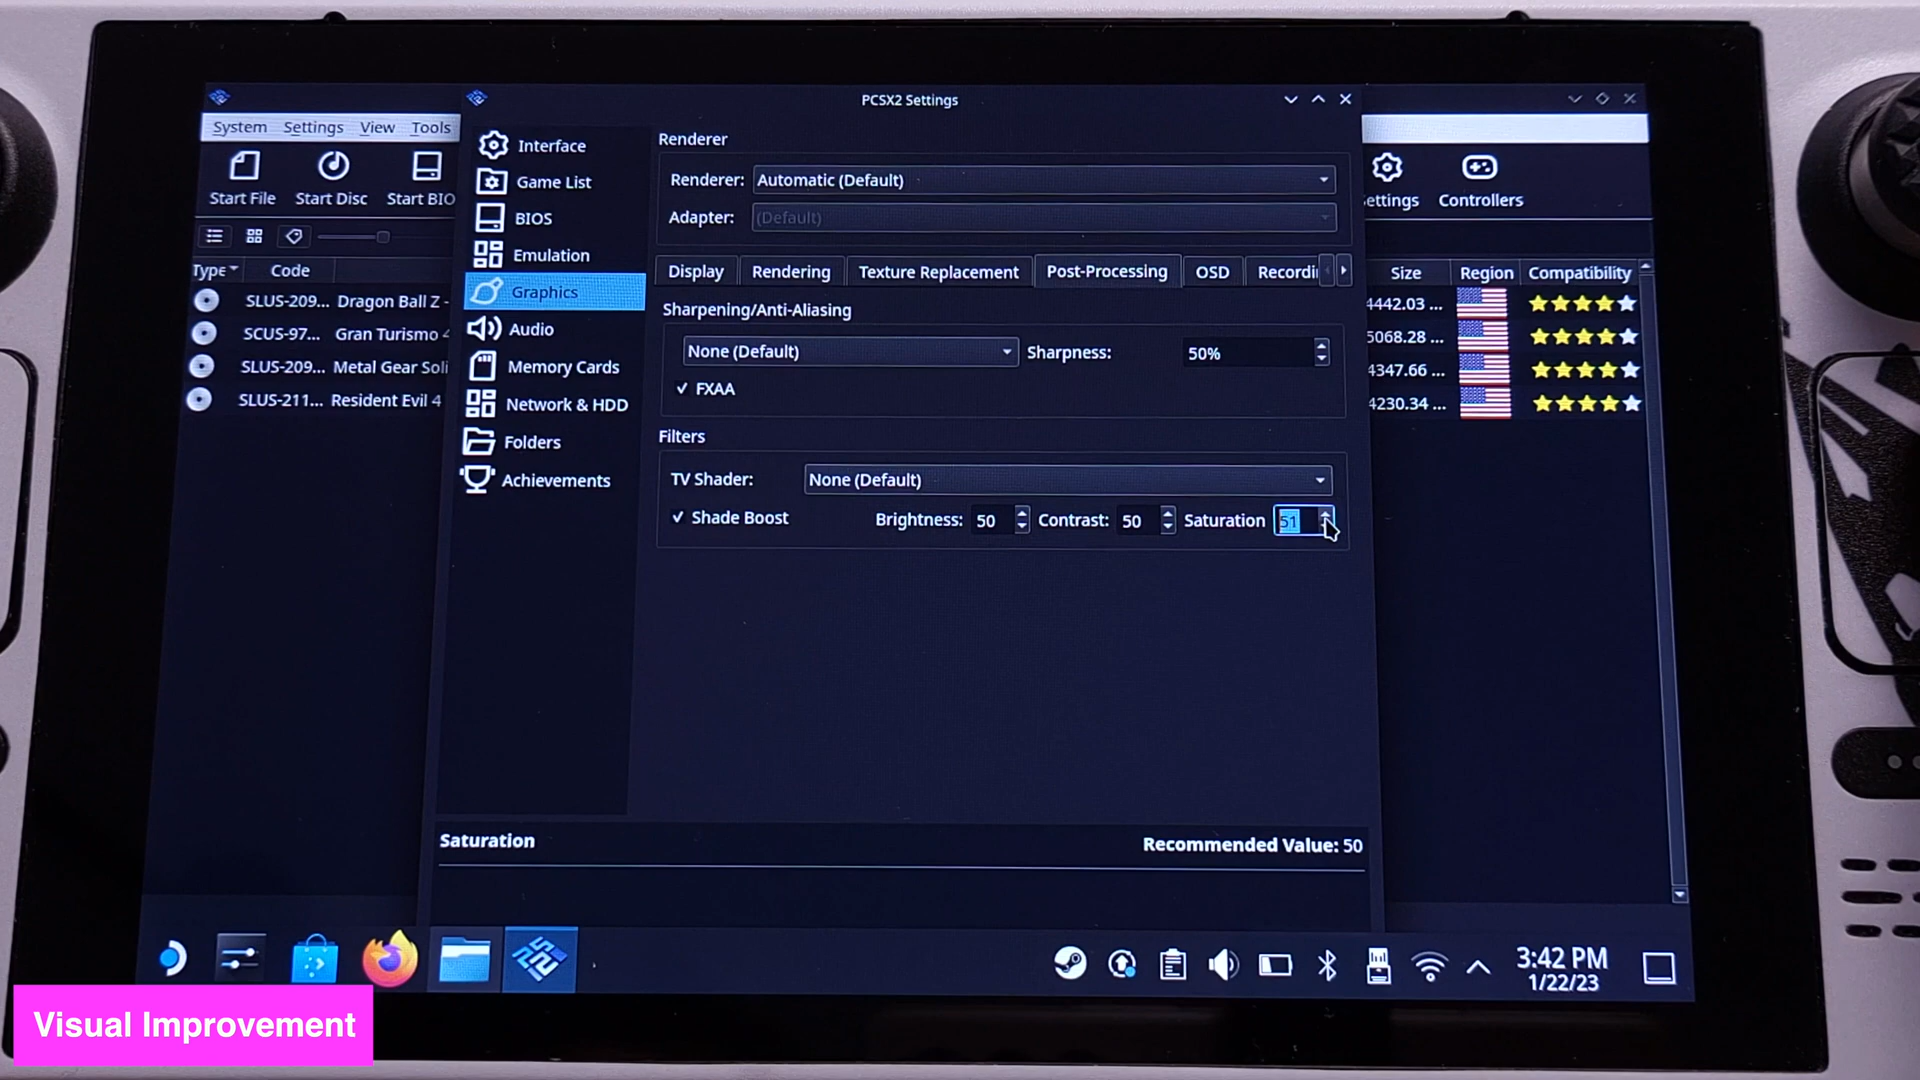 PCSX2 Settings
System Settings View Tools
Start File
Start Disc
Start BIO
Type Code
SLUS-209... Dragon Ball Z -
SCUS-97... Gran Turismo 4
SLUS-209... Metal Gear Soli
SLUS-211... Resident Evil 4
Interface
Game List
BIOS
Emulation
Graphics
Audio
Memory Cards
Network & HDD
Folders
Achievements
Renderer
Renderer: Automatic (Default)
Adapter: (Default)
Display Rendering Texture Replacement Post-Processing OSD Recordi
Sharpening/Anti-Aliasing
None (Default) Sharpness: 50%
FXAA
Filters
TV Shader: None (Default)
Shade Boost Brightness: 50 Contrast: 50 Saturation 51
Saturation Recommended Value: 50
ettings Controllers
Size Region Compatibility
4442.03 ...
5068.28 ...
4347.66 ...
4230.34 ...
3:42 PM
1/22/23
Visual Improvement